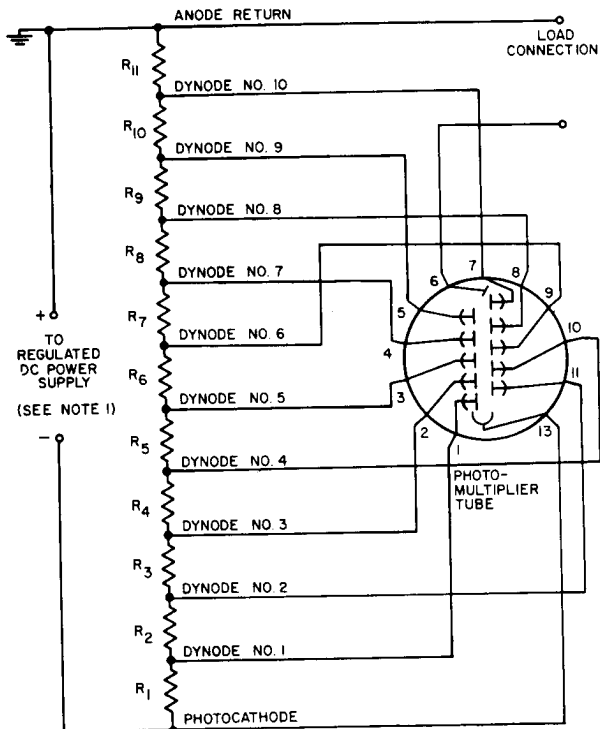 ANODE RETURN
LOAD
CONNECTION
R11
DYNODE NO. 10
R10
DYNODE NO. 9
R9
DYNODE NO. 8
R8
DYNODE NO. 7
R7
DYNODE NO. 6
R6
DYNODE NO. 5
R5
DYNODE NO. 4
R4
DYNODE NO. 3
R3
DYNODE NO. 2
R2
DYNODE NO. 1
R1
PHOTOCATHODE
+
TO
REGULATED
DC POWER
SUPPLY
(SEE NOTE 1)
-
7
6
8
5
9
4
10
3
11
2
13
1
PHOTO-
MULTIPLIER
TUBE